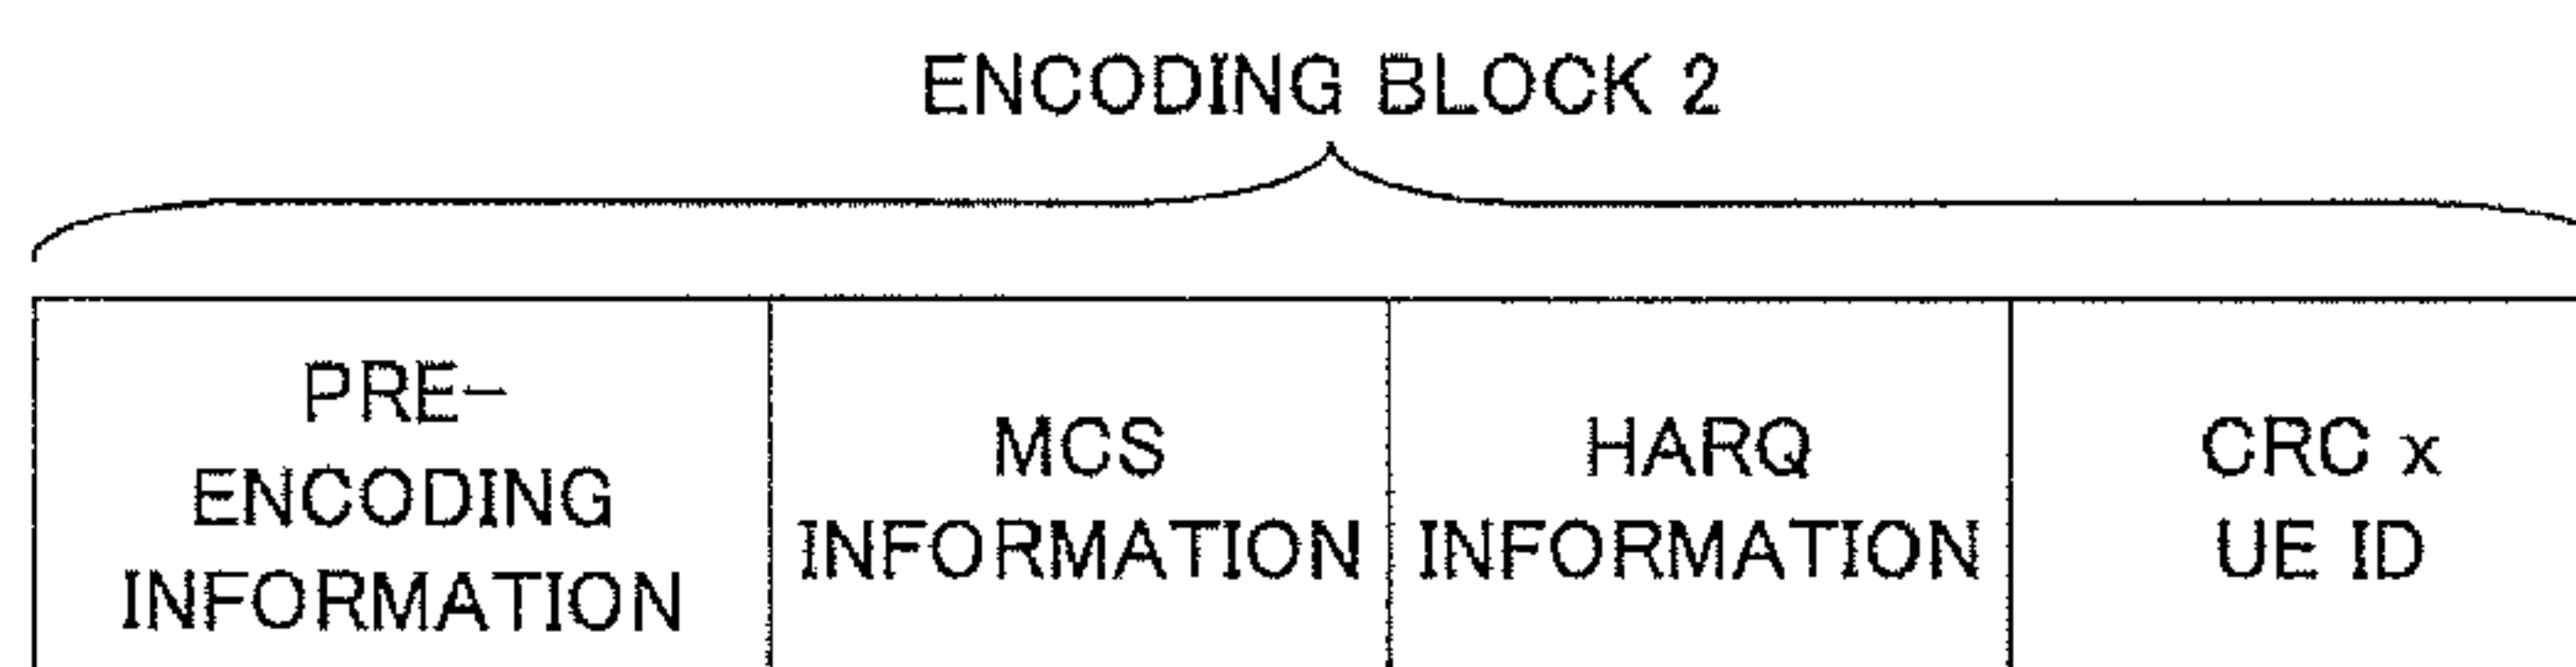 ENCODING BLOCK 2
PRE-
ENCODING
INFORMATION
MCS
INFORMATION
HARQ
INFORMATION
CRC x
UE ID